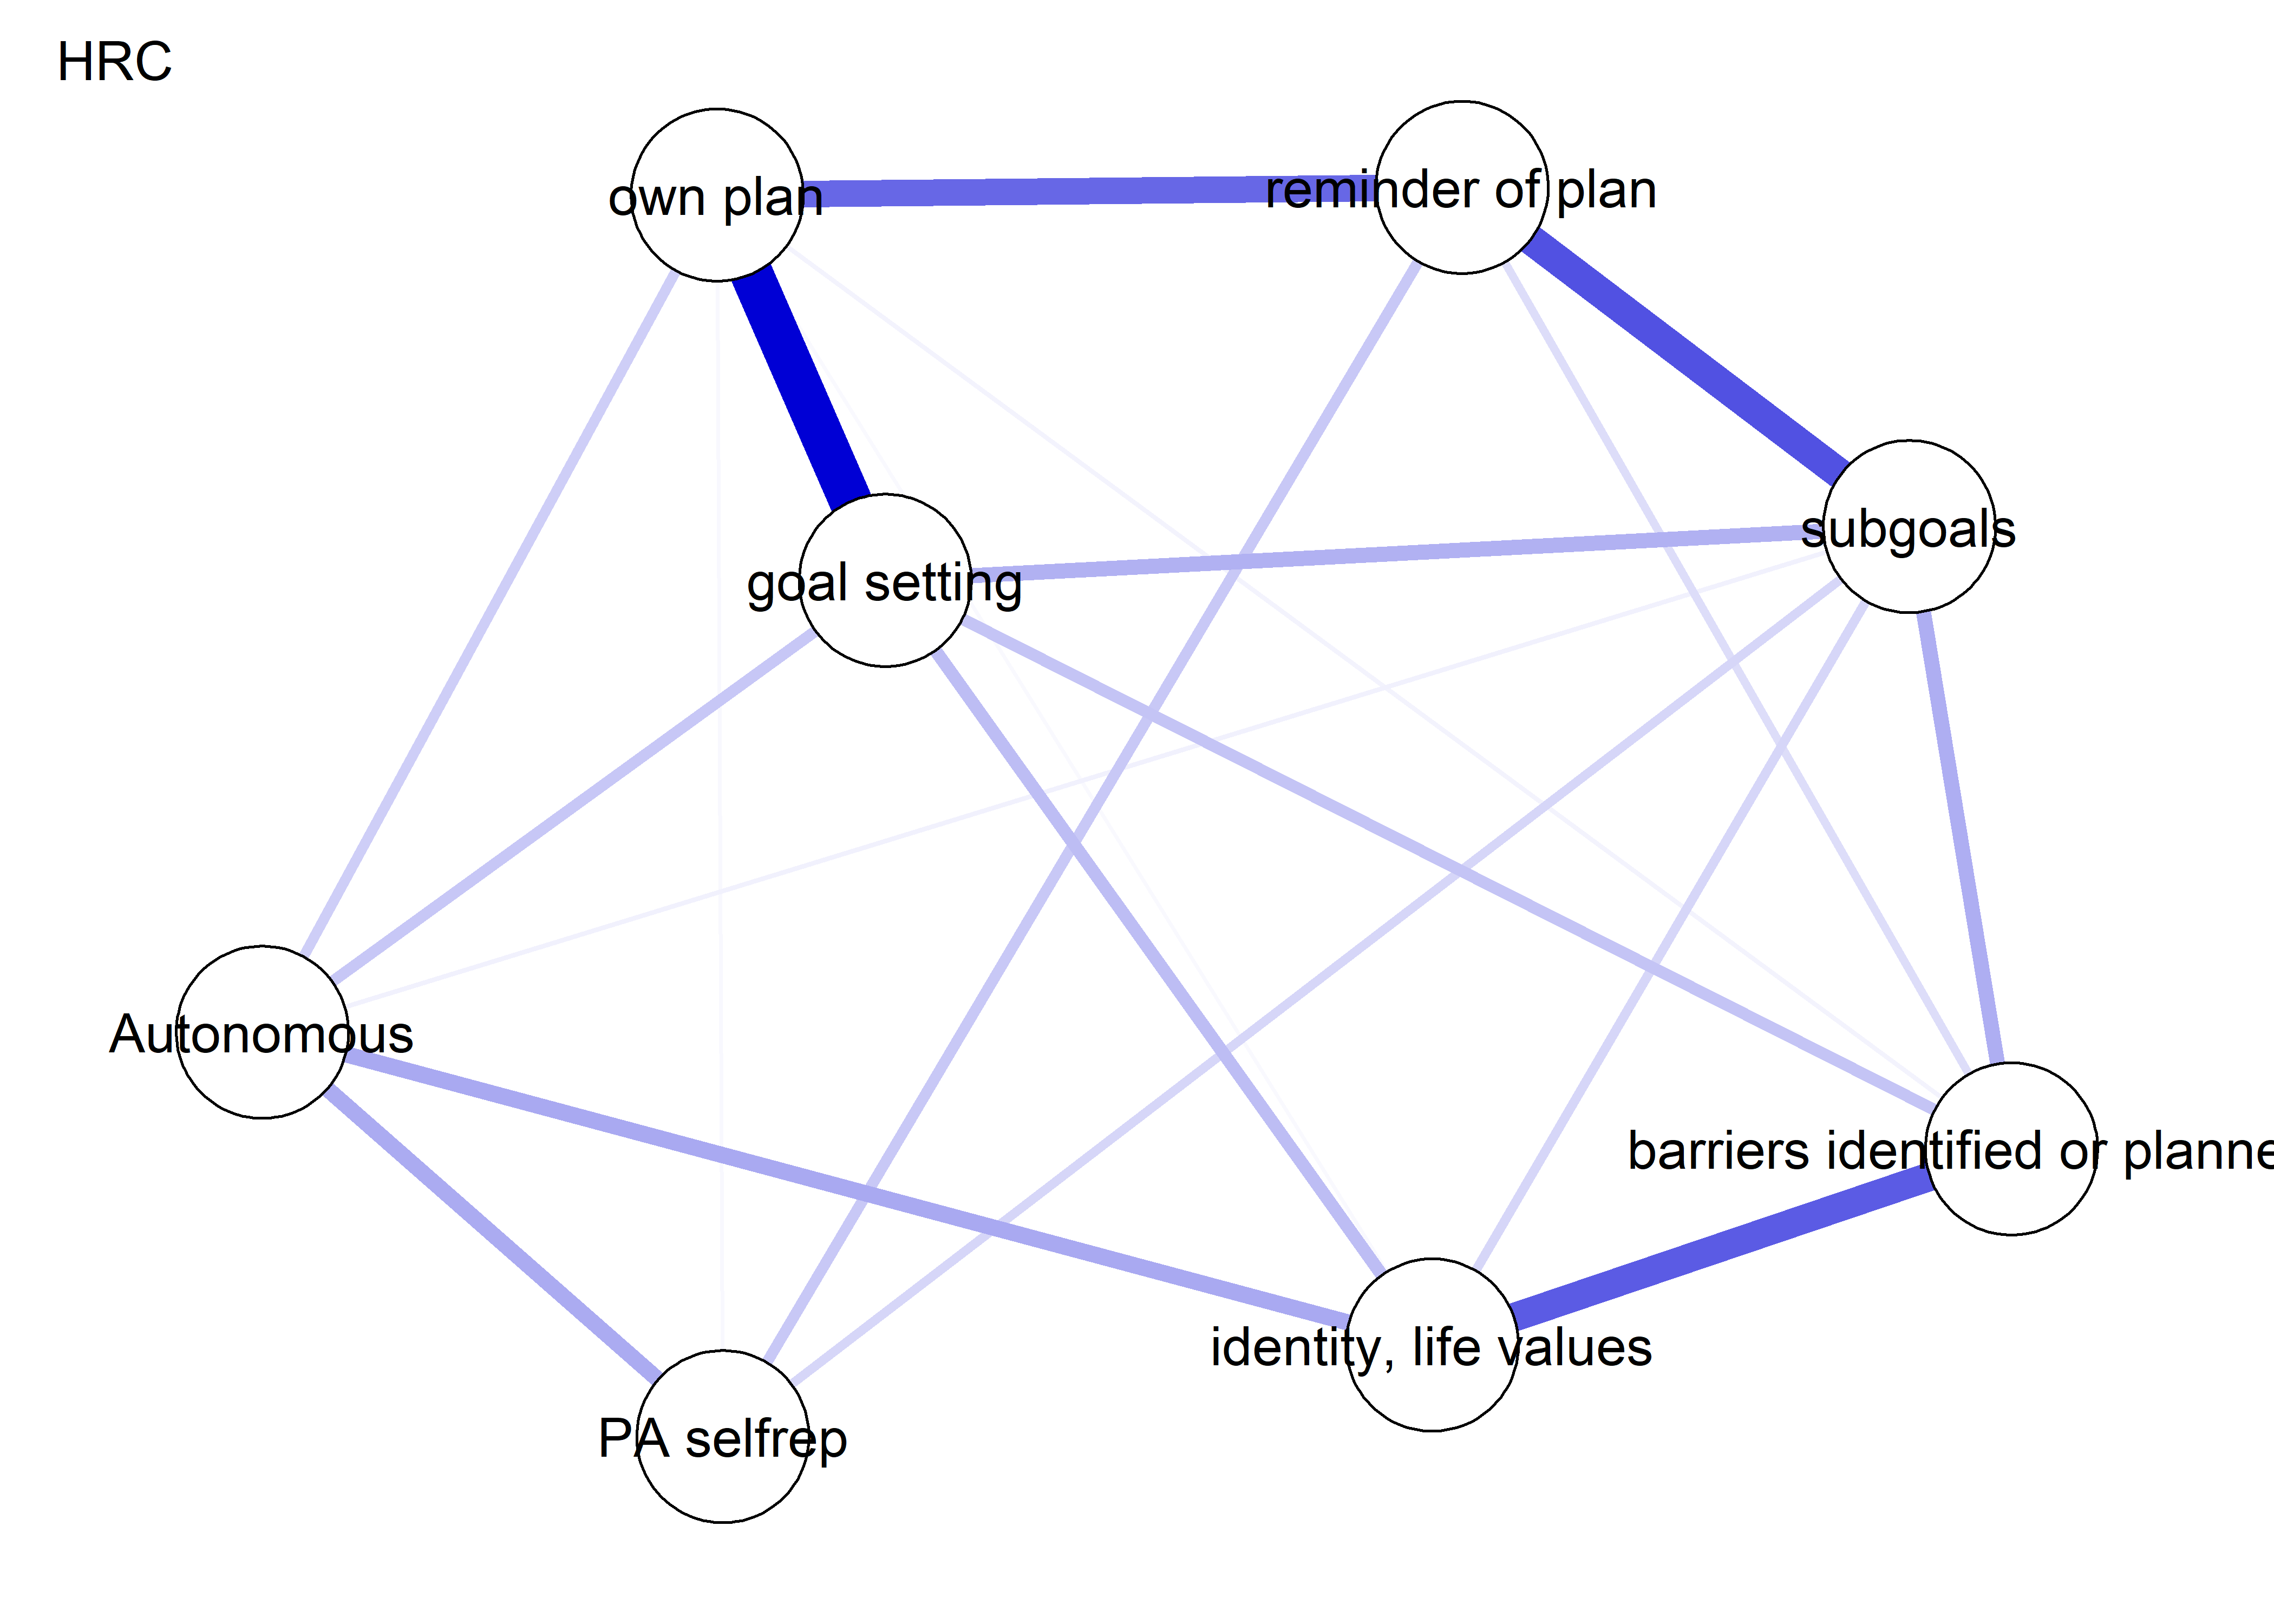 HRC
own plan
reminder of plan
subgoals
goal setting
Autonomous
barriers identified or planne
identity, life values
PA selfrep